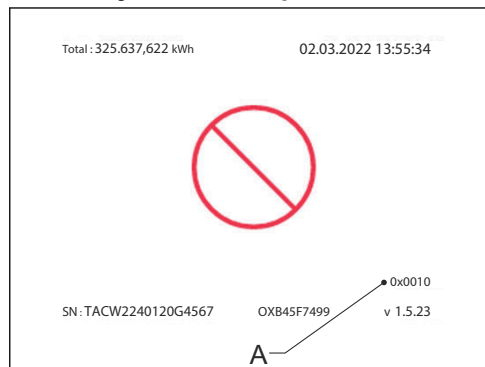 Total : 325.637,622 kWh 02.03.2022 13:55:34
0x0010
SN : TACW2240120G4567 OXB45F7499 v 1.5.23
A